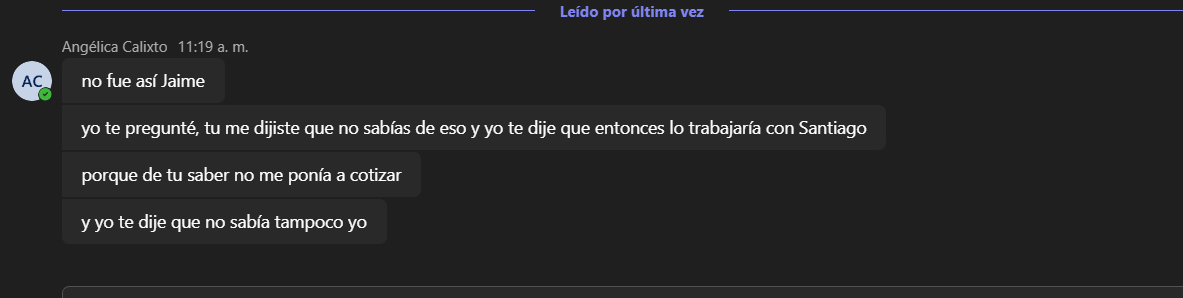 Leído por última vez
Angélica Calixto 11:19 a. m.
AC
no fue así Jaime
yo te pregunté, tu me dijiste que no sabías de eso y yo te dije que entonces lo trabajaría con Santiago
porque de tu saber no me ponía a cotizar
y yo te dije que no sabía tampoco yo